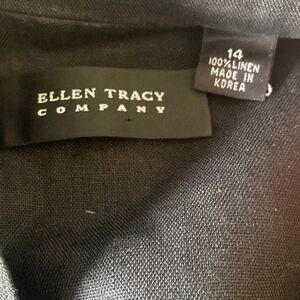 ELLEN TRACY
COMPANY
14
100% LINEN
MADE IN
KOREA